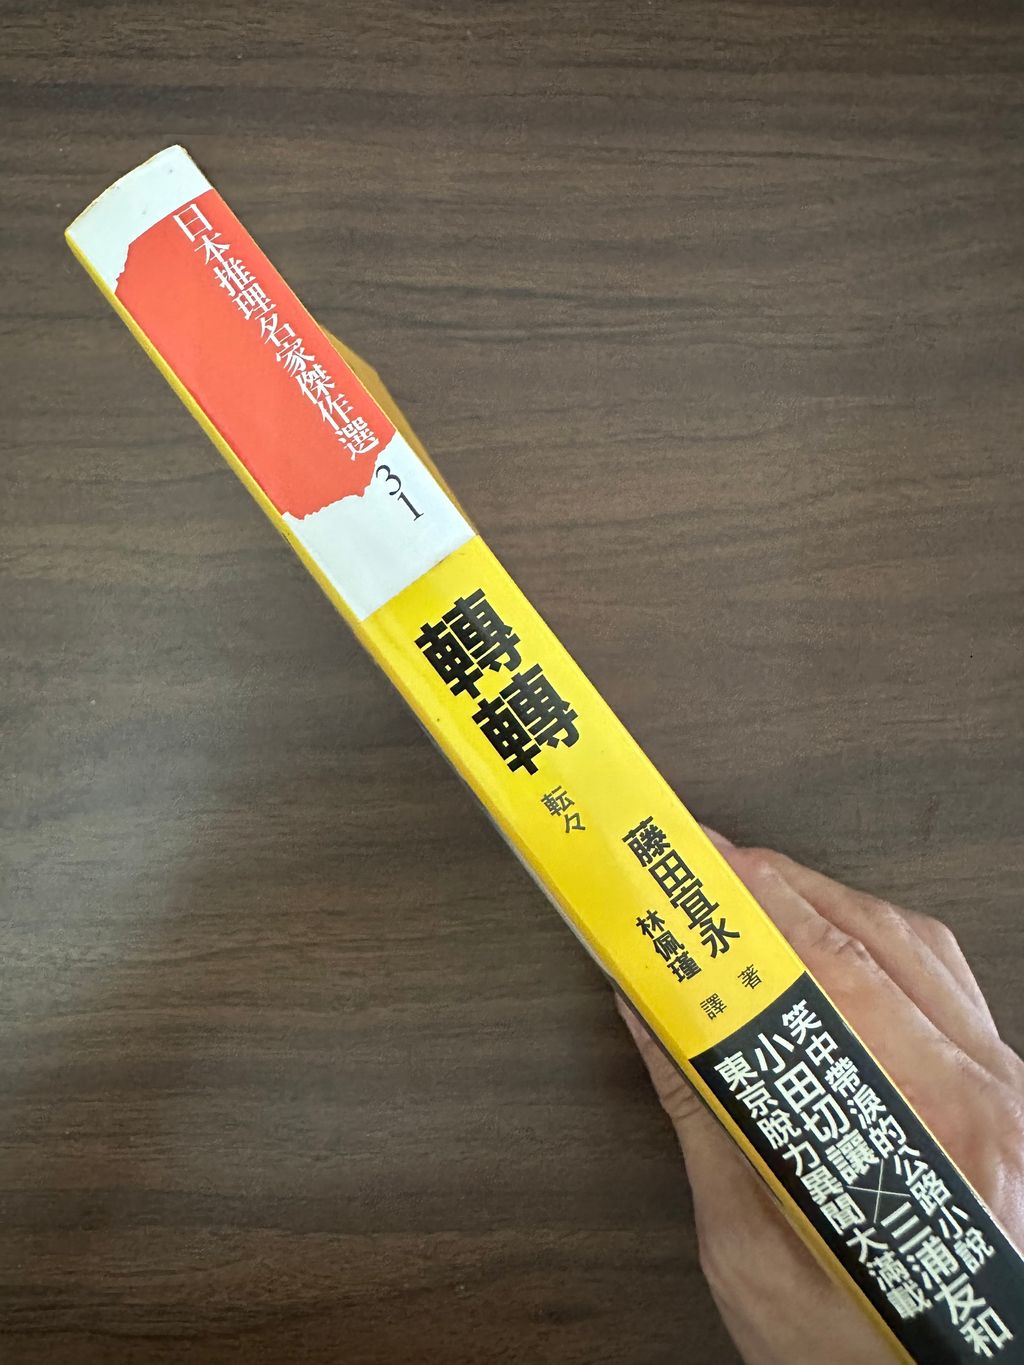 日本推理名家傑作選
31
轉轉
転々
藤田宜永 著
林佩瑾 譯
笑中帶淚的公路小說
小田切讓×三浦友和
東京脫力異聞大滿載